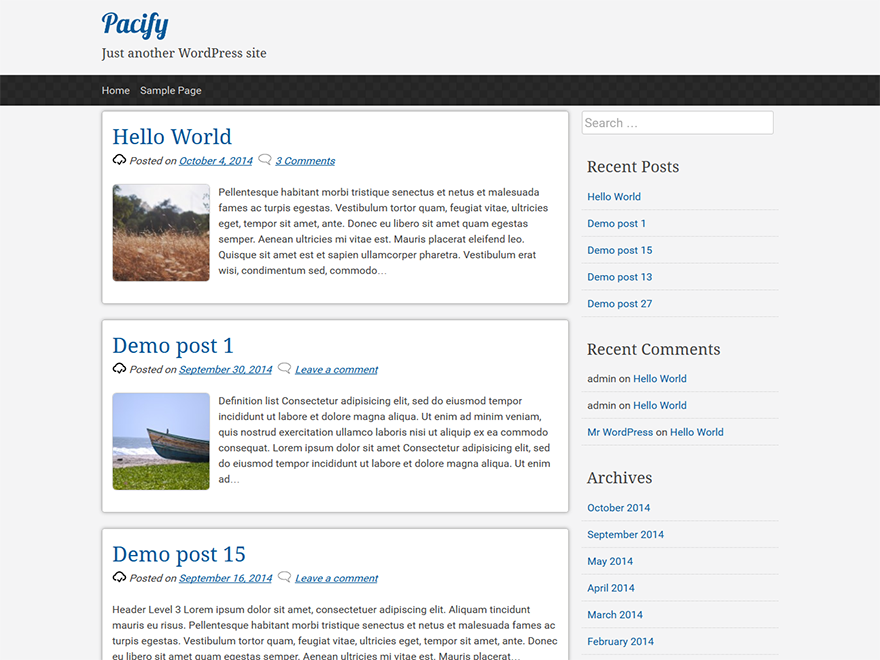 Pacify
Just another WordPress site
Home Sample Page
Hello World
Posted on October 4, 2014 3 Comments
Pellentesque habitant morbi tristique senectus et netus et malesuada
fames ac turpis egestas. Vestibulum tortor quam, feugiat vitae, ultricies
eget, tempor sit amet, ante. Donec eu libero sit amet quam egestas
semper. Aenean ultricies mi vitae est. Mauris placerat eleifend leo.
Quisque sit amet est et sapien ullamcorper pharetra. Vestibulum erat
wisi, condimentum sed, commodo…
Demo post 1
Posted on September 30, 2014 Leave a comment
Definition list Consectetur adipisicing elit, sed do eiusmod tempor
incididunt ut labore et dolore magna aliqua. Ut enim ad minim veniam,
quis nostrud exercitation ullamco laboris nisi ut aliquip ex ea commodo
consequat. Lorem ipsum dolor sit amet Consectetur adipisicing elit, sed
do eiusmod tempor incididunt ut labore et dolore magna aliqua. Ut enim
ad…
Demo post 15
Posted on September 16, 2014 Leave a comment
Header Level 3 Lorem ipsum dolor sit amet, consectetuer adipiscing elit. Aliquam tincidunt
mauris eu risus. Pellentesque habitant morbi tristique senectus et netus et malesuada fames ac
turpis egestas. Vestibulum tortor quam, feugiat vitae, ultricies eget, tempor sit amet, ante. Donec
eu libero sit amet quam egestas semper. Aenean ultricies mi vitae est. Mauris placerat…
Search …
Recent Posts
Hello World
Demo post 1
Demo post 15
Demo post 13
Demo post 27
Recent Comments
admin on Hello World
admin on Hello World
Mr WordPress on Hello World
Archives
October 2014
September 2014
May 2014
April 2014
March 2014
February 2014